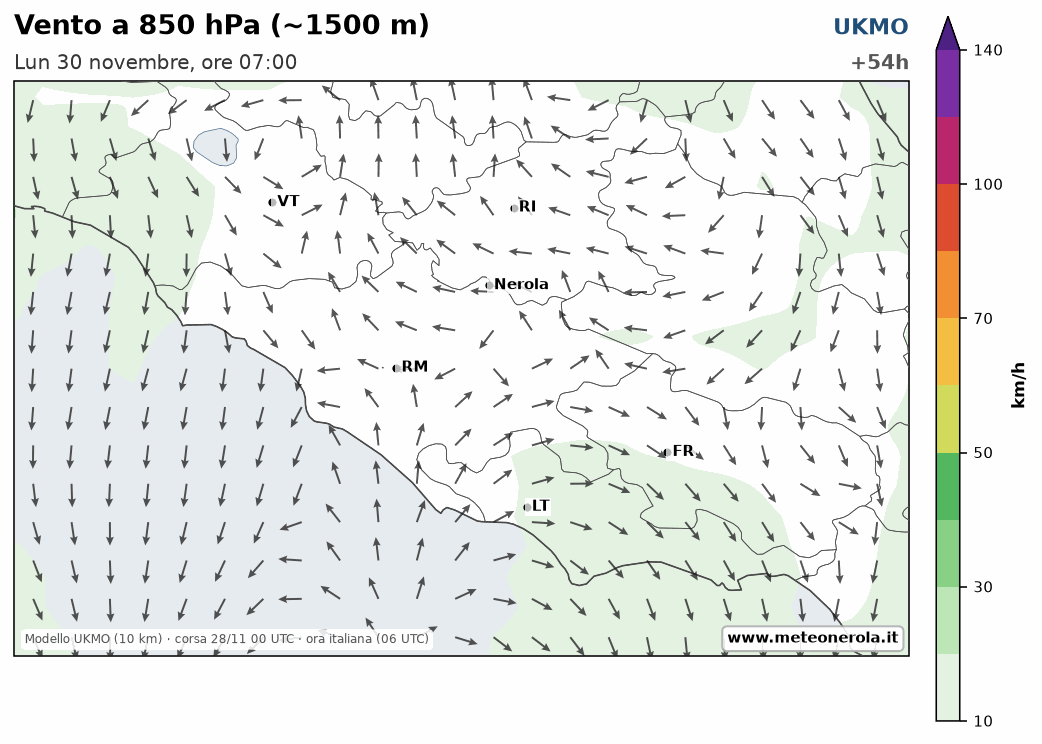 Vento a 850 hPa (~1500 m)
UKMO
Lun 30 novembre, ore 07:00
+54h
140
100
70
50
30
10
km/h
VT
RI
Nerola
RM
FR
LT
Modello UKMO (10 km) · corsa 28/11 00 UTC · ora italiana (06 UTC)
www.meteonerola.it